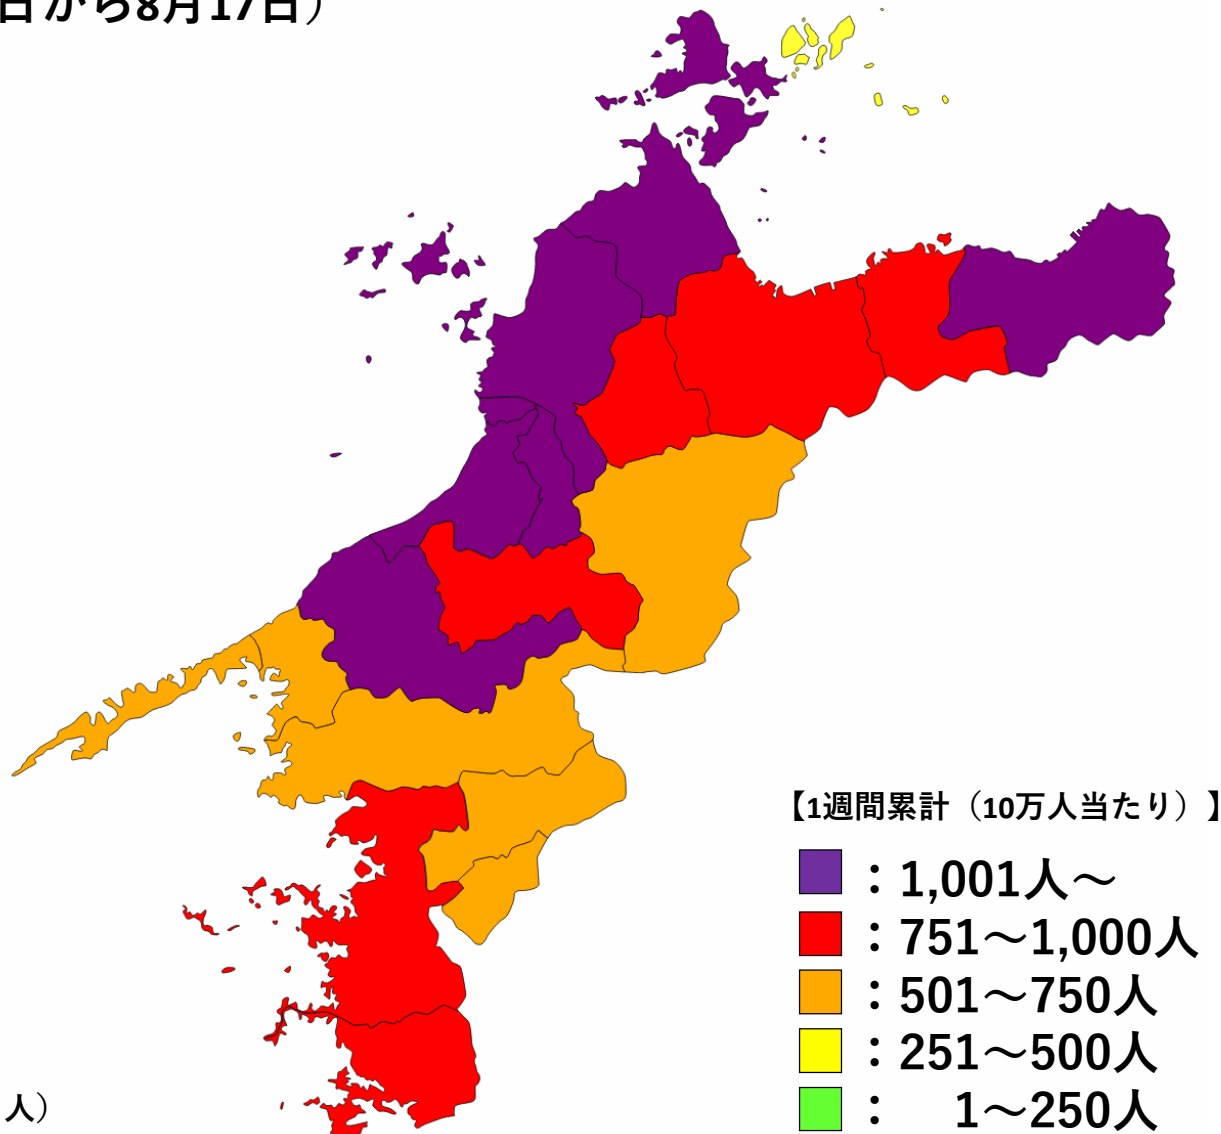 日から8月17日）
【1週間累計（10万人当たり）】
：1,001人～
：751～1,000人
：501～750人
：251～500人
：1～250人
人）